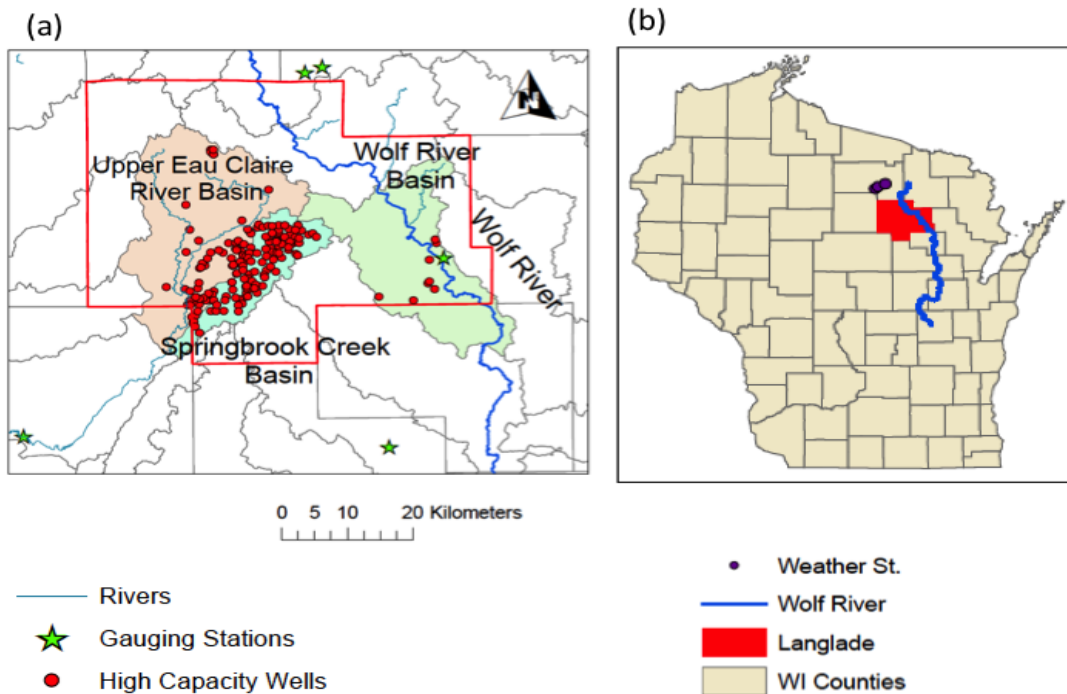 (a)
N
Upper Eau Claire
River Basin
Wolf River
Basin
Wolf River
Springbrook Creek
Basin
0 5 10 20 Kilometers
Rivers
Gauging Stations
High Capacity Wells
(b)
Weather St.
Wolf River
Langlade
WI Counties